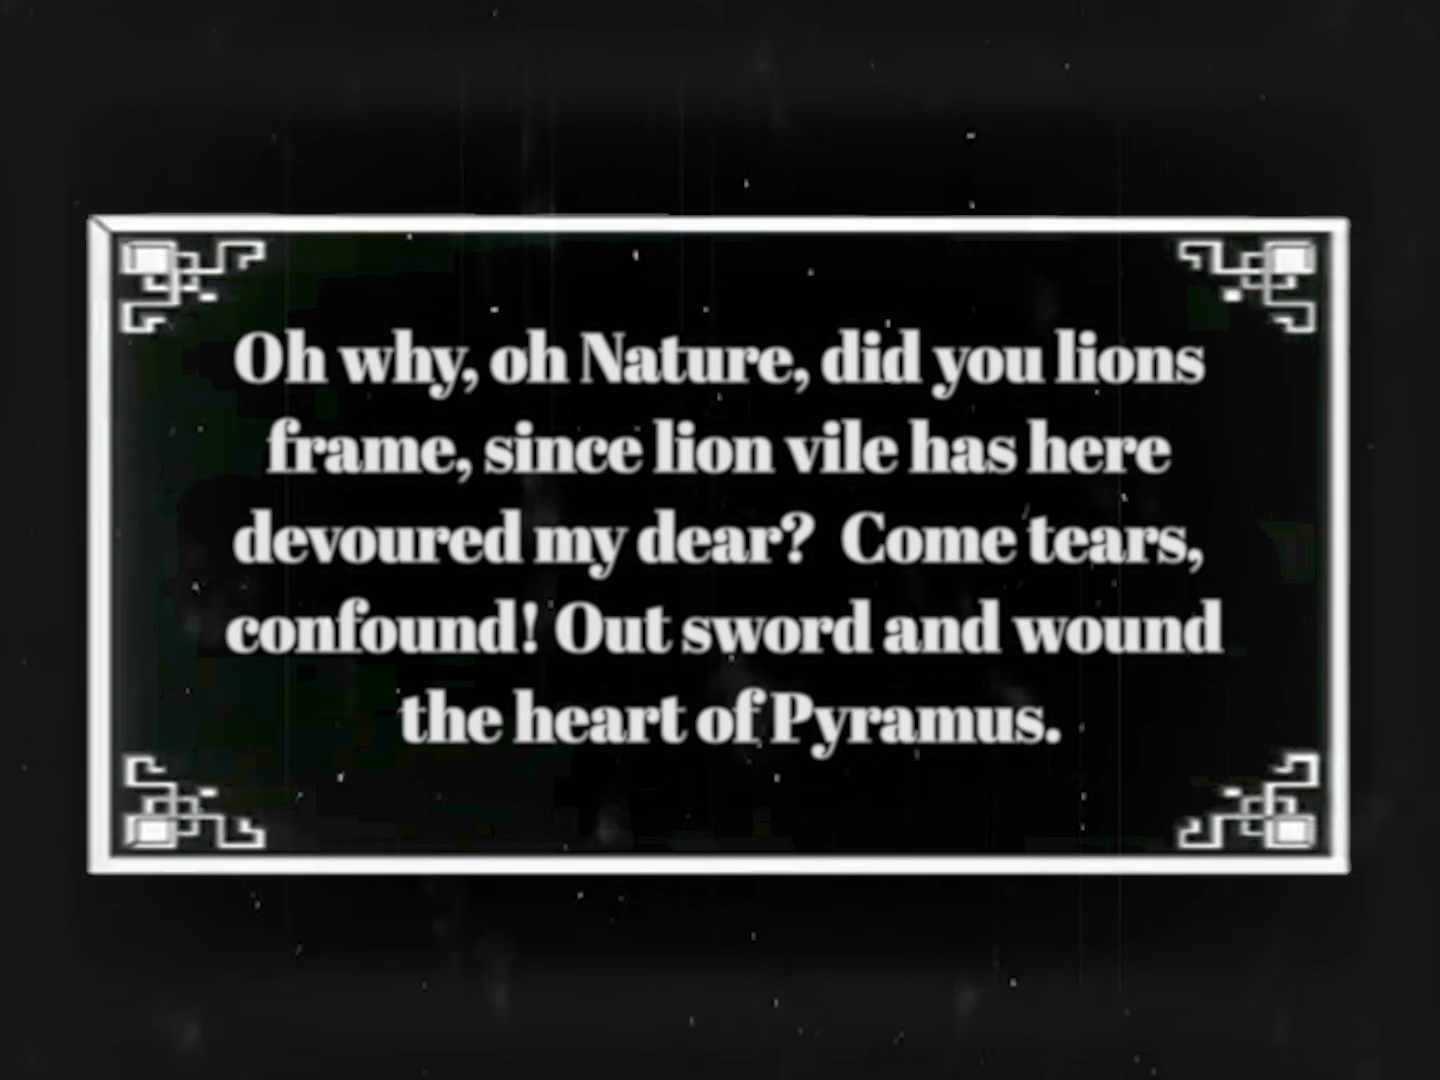 Oh why, oh Nature, did you lions
frame, since lion vile has here
devoured my dear?  Come tears,
confound! Out sword and wound
the heart of Pyramus.